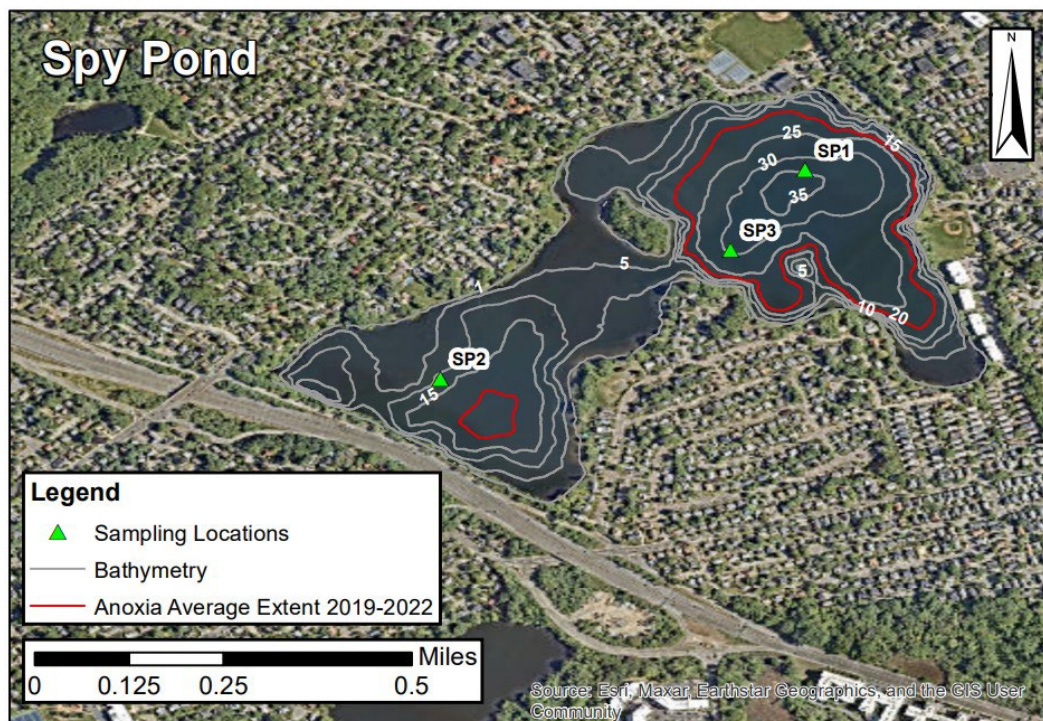 Spy Pond
N
25
15
SP1
30
35
SP3
5
5
1
10
20
SP2
15
Legend
Sampling Locations
Bathymetry
Anoxia Average Extent 2019-2022
Miles
0 0.125 0.25 0.5
Source: Esri, Maxar, Earthstar Geographics, and the GIS User
Community